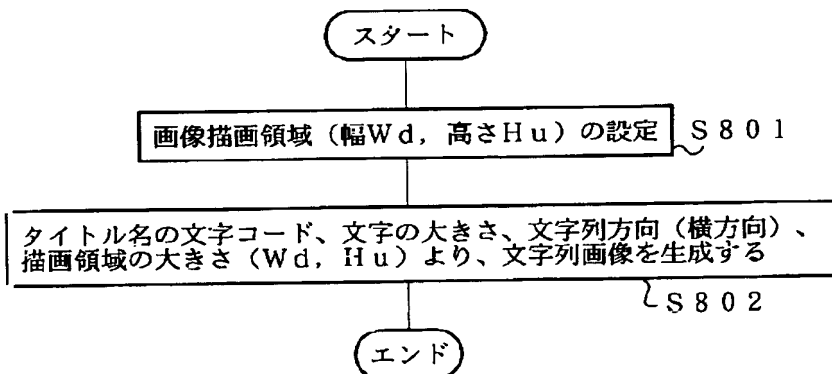 スタート
画像描画領域（幅Ｗｄ，高さＨｕ）の設定 Ｓ８０１
タイトル名の文字コード、文字の大きさ、文字列方向（横方向）、
描画領域の大きさ（Ｗｄ，Ｈｕ）より、文字列画像を生成する
Ｓ８０２
エンド